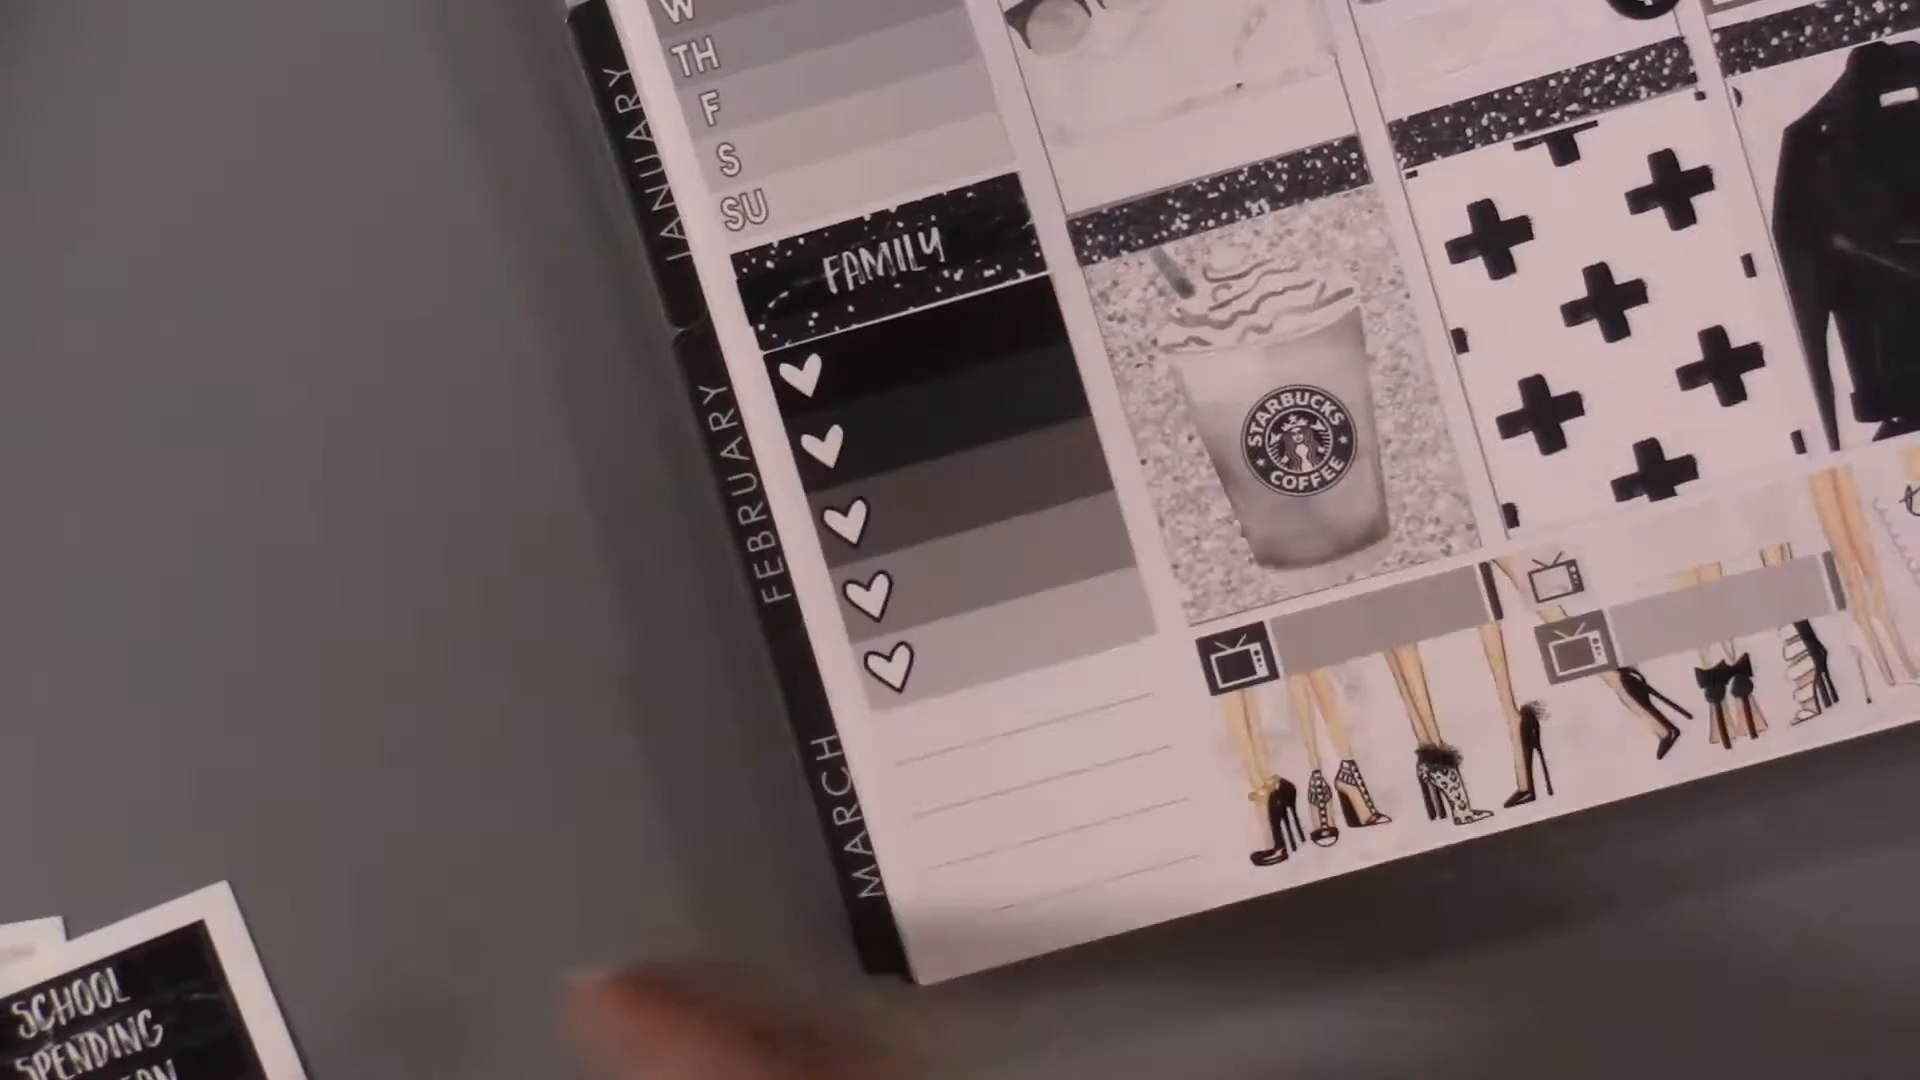 W
TH
F
S
SU
FAMILY
JANUARY
FEBRUARY
MARCH
STARBUCKS
COFFEE
SCHOOL
SPENDING